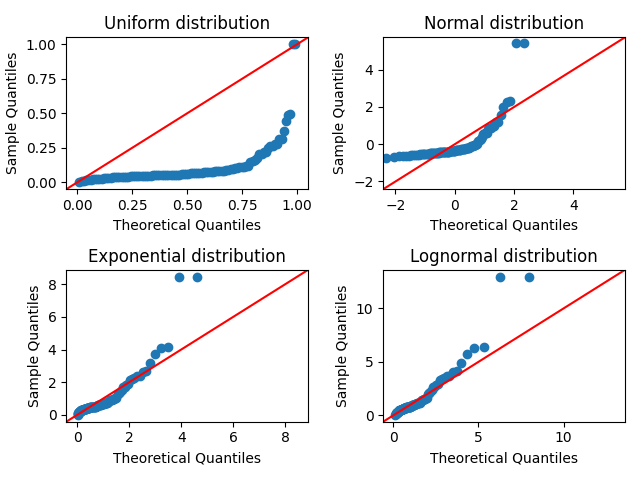 Uniform distribution
Sample Quantiles
1.00
0.75
0.50
0.25
0.00
0.00 0.25 0.50 0.75 1.00
Theoretical Quantiles
Normal distribution
Sample Quantiles
4
2
0
−2
−2 0 2 4
Theoretical Quantiles
Exponential distribution
Sample Quantiles
8
6
4
2
0
0 2 4 6 8
Theoretical Quantiles
Lognormal distribution
Sample Quantiles
10
5
0
0 5 10
Theoretical Quantiles